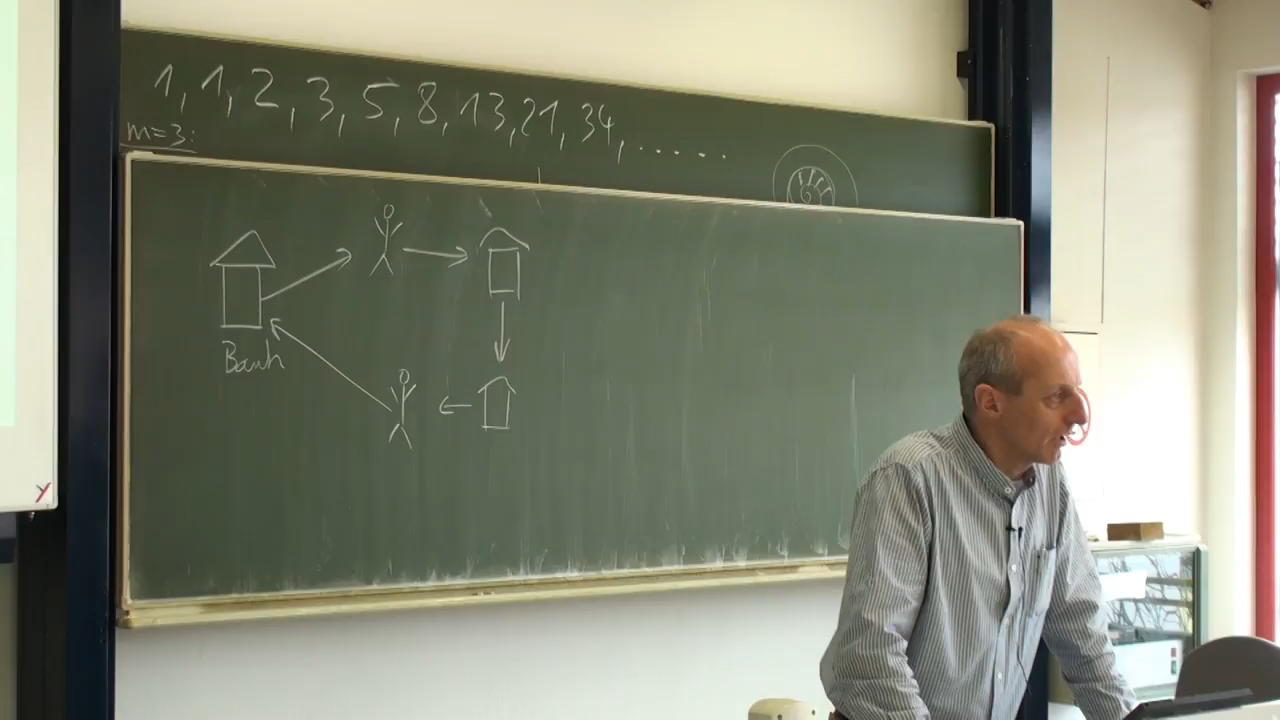 1, 1, 2, 3, 5, 8, 13, 21, 34, ......
m=3:
Bank